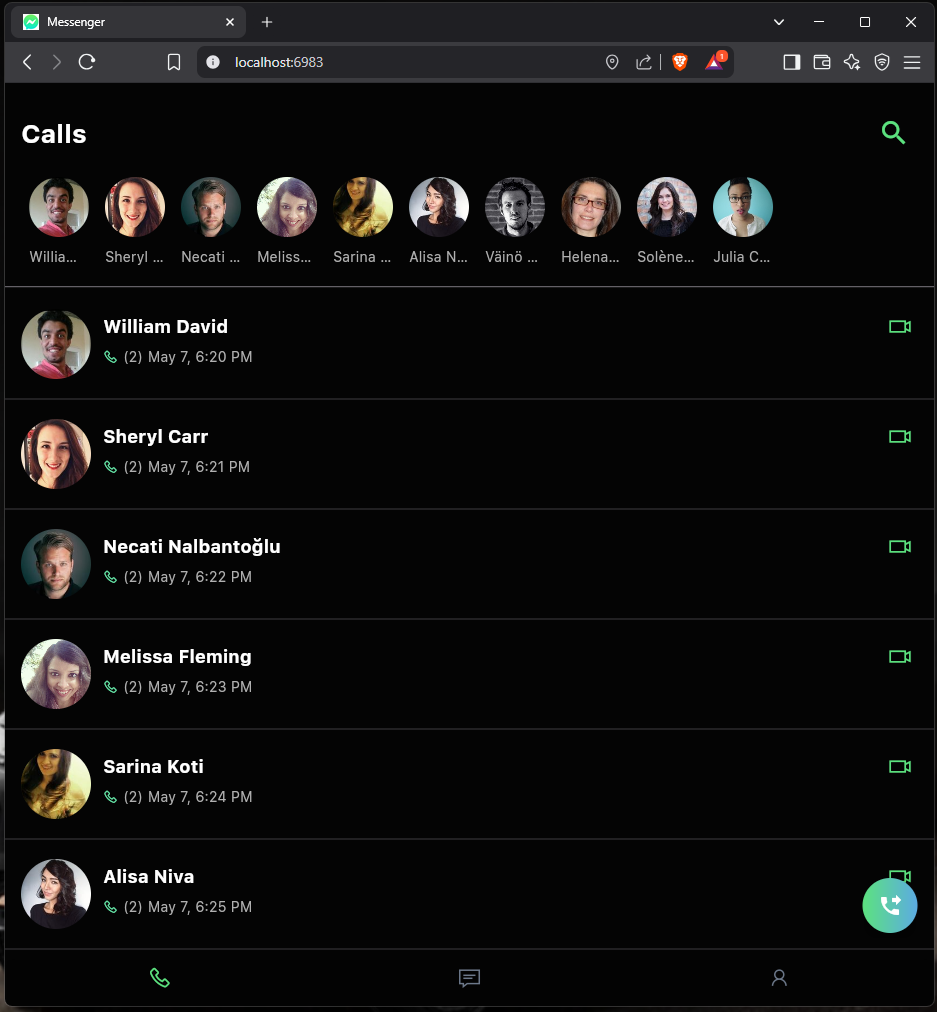 Messenger
localhost:6983
1
Calls
Willia...
Sheryl ...
Necati ...
Meliss...
Sarina ...
Alisa N...
Väinö ...
Helena...
Solène...
Julia C...
William David
(2) May 7, 6:20 PM
Sheryl Carr
(2) May 7, 6:21 PM
Necati Nalbantoğlu
(2) May 7, 6:22 PM
Melissa Fleming
(2) May 7, 6:23 PM
Sarina Koti
(2) May 7, 6:24 PM
Alisa Niva
(2) May 7, 6:25 PM